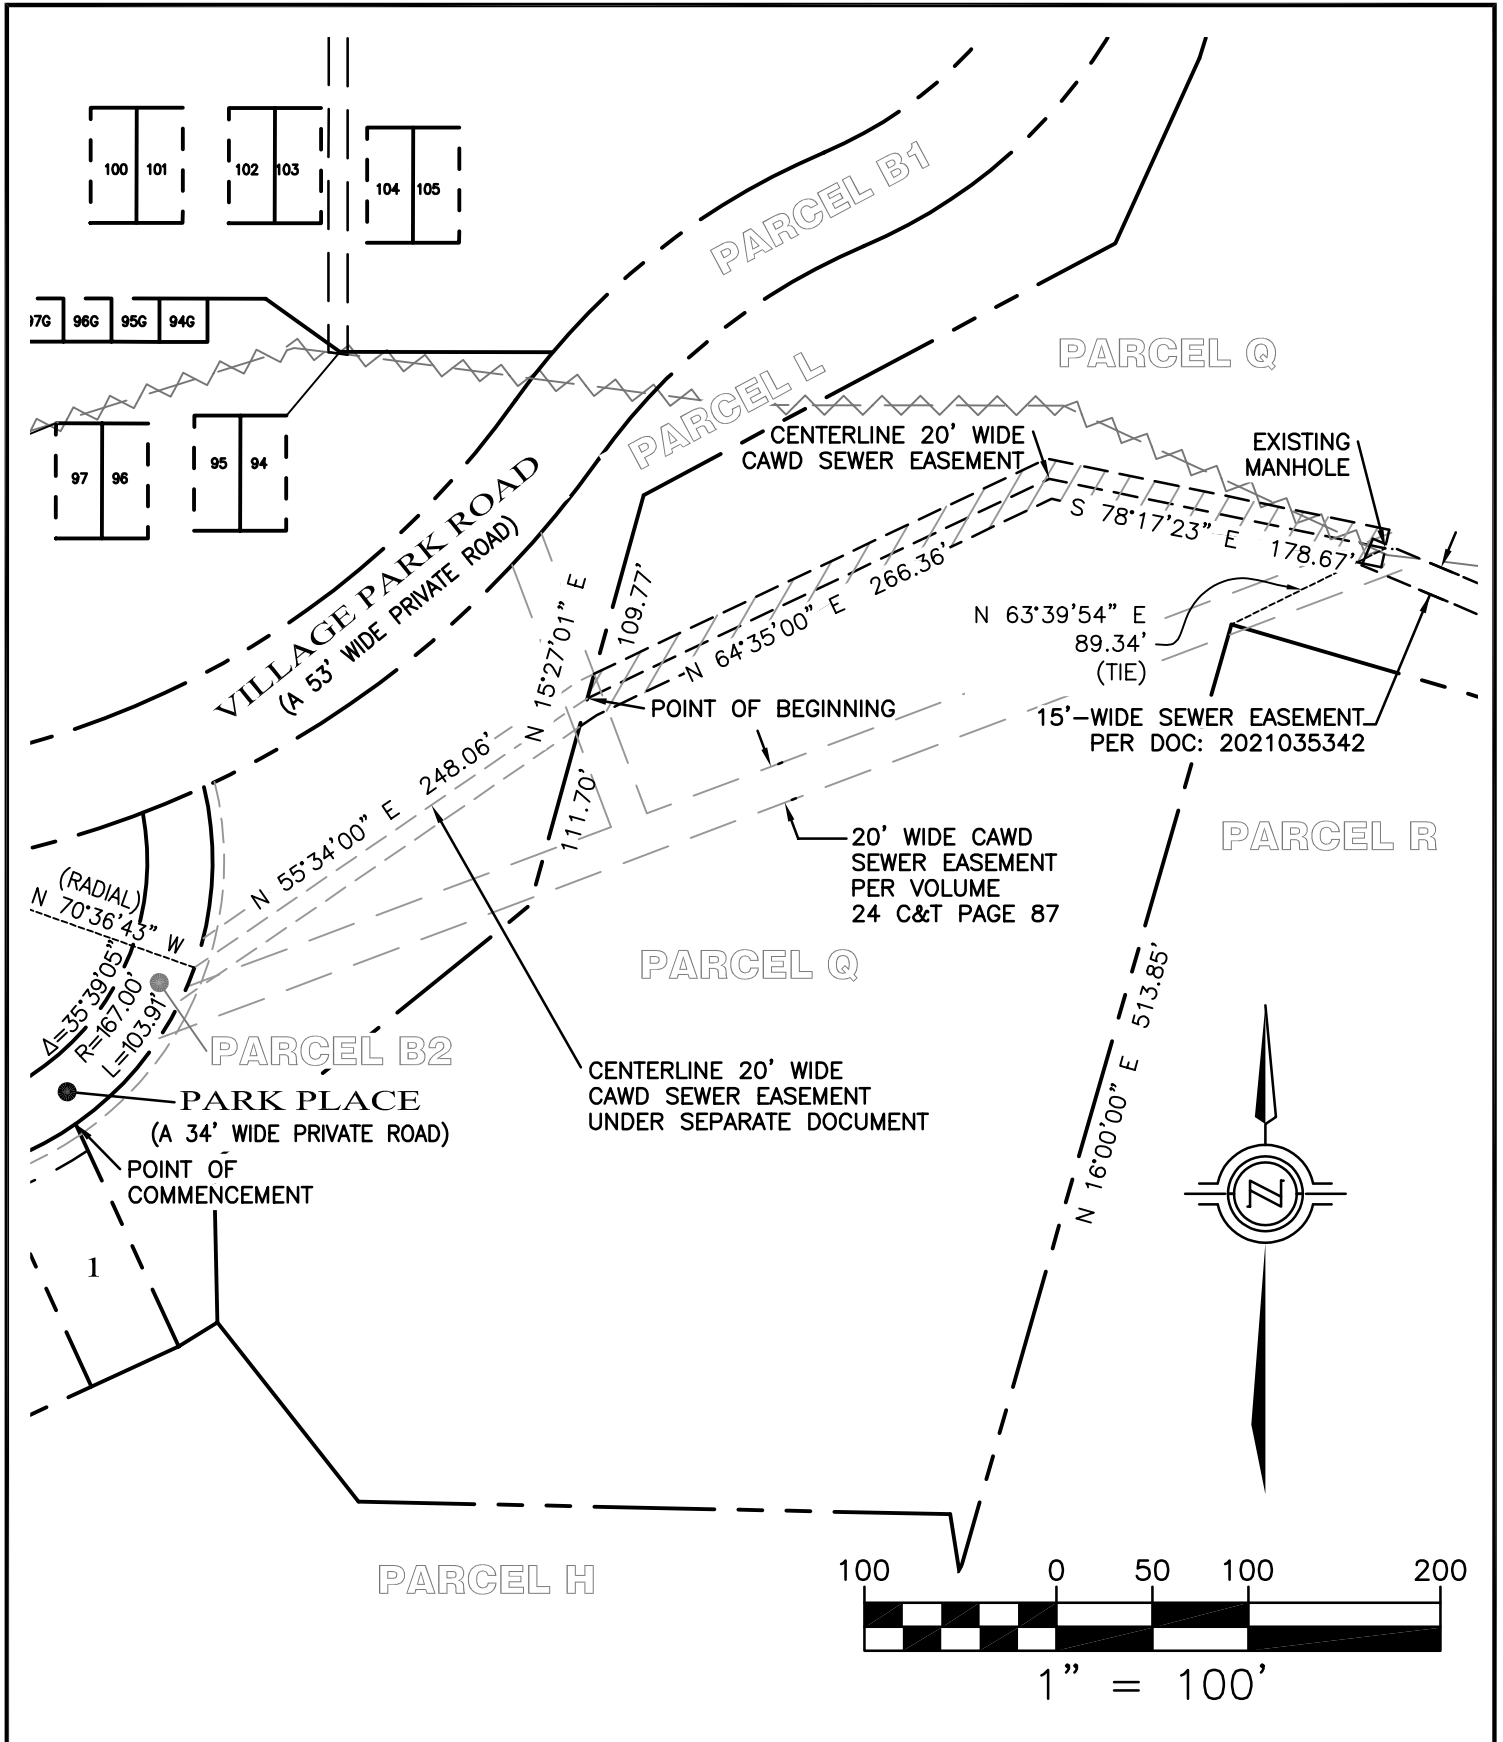 PARCEL B1
100
101
102
103
104
105
97G
96G
95G
94G
PARCEL Q
PARCEL L
CENTERLINE 20' WIDE
CAWD SEWER EASEMENT
EXISTING
MANHOLE
97
96
95
94
VILLAGE PARK ROAD
(A 53' WIDE PRIVATE ROAD)
S 78°17'23" E 178.67'
N 15°27'01" E
109.77'
N 64°35'00" E 266.36'
N 63°39'54" E
89.34'
(TIE)
POINT OF BEGINNING
15'-WIDE SEWER EASEMENT
PER DOC: 2021035342
N 55°34'00" E 248.06'
111.70'
20' WIDE CAWD
SEWER EASEMENT
PER VOLUME
24 C&T PAGE 87
PARCEL R
(RADIAL)
N 70°36'43" W
PARCEL Q
Δ=35°39'05"
R=167.00'
L=103.91'
N 16°00'00" E 513.85'
PARCEL B2
PARK PLACE
(A 34' WIDE PRIVATE ROAD)
CENTERLINE 20' WIDE
CAWD SEWER EASEMENT
UNDER SEPARATE DOCUMENT
POINT OF
COMMENCEMENT
N
1
PARCEL H
100 0 50 100 200
1" = 100'